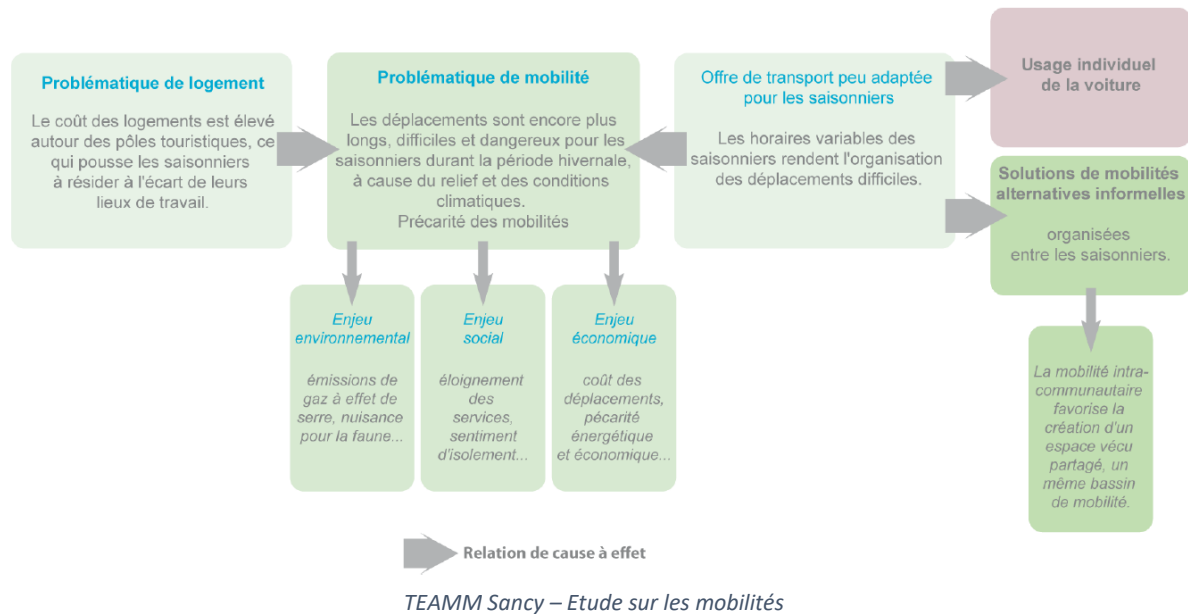 Problématique de logement
Le coût des logements est élevé
autour des pôles touristiques, ce
qui pousse les saisonniers
à résider à l'écart de leurs
lieux de travail.
Problématique de mobilité
Les déplacements sont encore plus
longs, difficiles et dangereux pour les
saisonniers durant la période hivernale,
à cause du relief et des conditions
climatiques.
Précarité des mobilités
Offre de transport peu adaptée
pour les saisonniers
Les horaires variables des
saisonniers rendent l'organisation
des déplacements difficiles.
Usage individuel
de la voiture
Solutions de mobilités
alternatives informelles
organisées
entre les saisonniers.
Enjeu
environnemental
émissions de
gaz à effet de
serre, nuisance
pour la faune...
Enjeu
social
éloignement
des
services,
sentiment
d'isolement...
Enjeu
économique
coût des
déplacements,
pécarité
énergétique
et économique...
La mobilité intra-
communautaire
favorise la
création d'un
espace vécu
partagé, un
même bassin
de mobilité.
Relation de cause à effet
TEAMM Sancy – Etude sur les mobilités